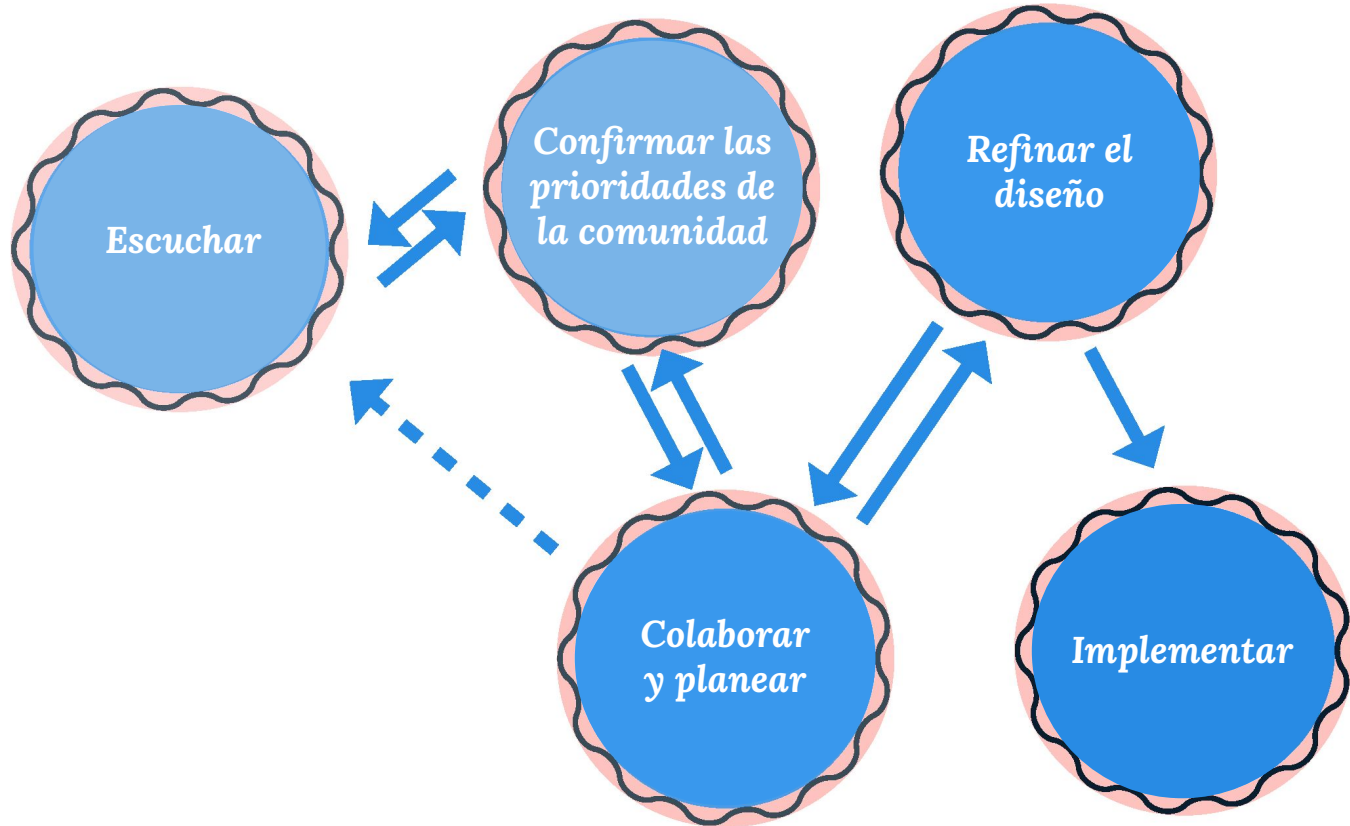 Escuchar
Confirmar las
prioridades de
la comunidad
Refinar el
diseño
Colaborar
y planear
Implementar